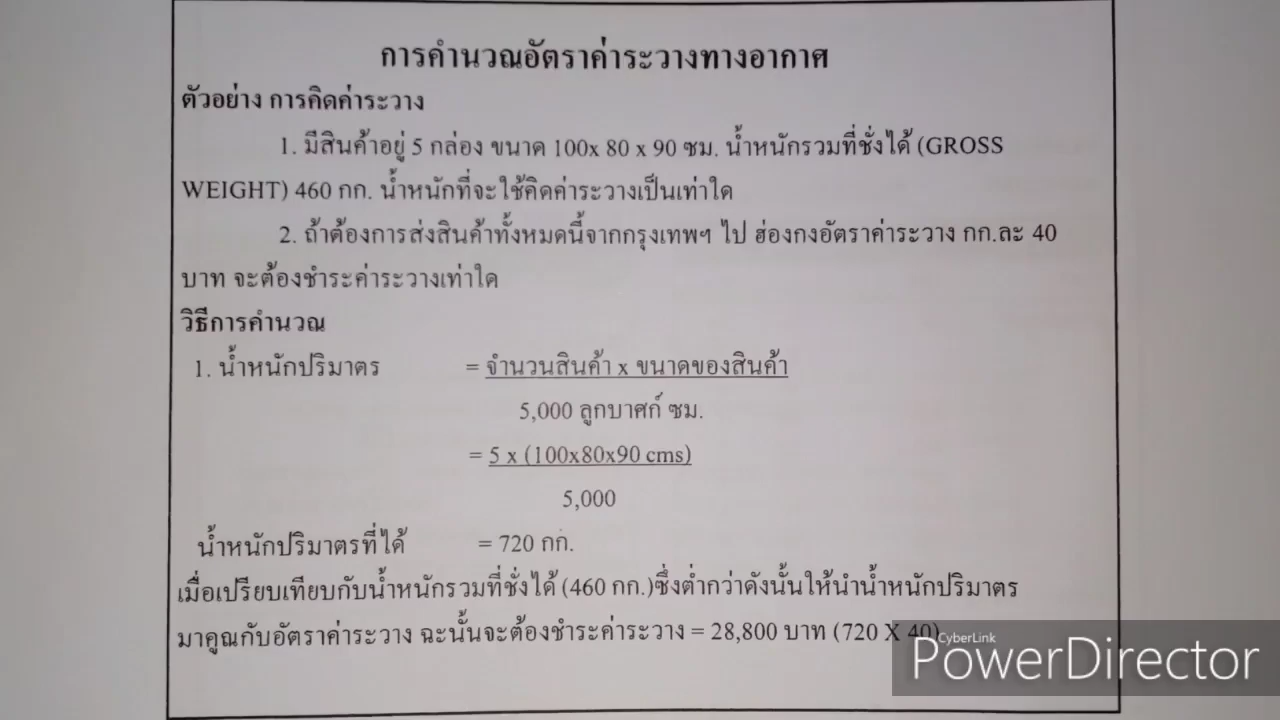 การคำนวณอัตราค่าระวางทางอากาศ
ตัวอย่าง การคิดค่าระวาง
1. มีสินค้าอยู่ 5 กล่อง ขนาด 100x 80 x 90 ซม. น้ำหนักรวมที่ชั่งได้ (GROSS
WEIGHT) 460 กก. น้ำหนักที่จะใช้คิดค่าระวางเป็นเท่าใด
2. ถ้าต้องการส่งสินค้าทั้งหมดนี้จากกรุงเทพฯ ไป ฮ่องกงอัตราค่าระวาง กก.ละ 40
บาท จะต้องชำระค่าระวางเท่าใด
วิธีการคำนวณ
1. น้ำหนักปริมาตร = จำนวนสินค้า x ขนาดของสินค้า
5,000 ลูกบาศก์ ซม.
= 5 x (100x80x90 cms)
5,000
น้ำหนักปริมาตรที่ได้ = 720 กก.
เมื่อเปรียบเทียบกับน้ำหนักรวมที่ชั่งได้ (460 กก.)ซึ่งต่ำกว่าดังนั้นให้นำน้ำหนักปริมาตร
มาคูณกับอัตราค่าระวาง ฉะนั้นจะต้องชำระค่าระวาง = 28,800 บาท (720 X 40)
CyberLink
PowerDirector